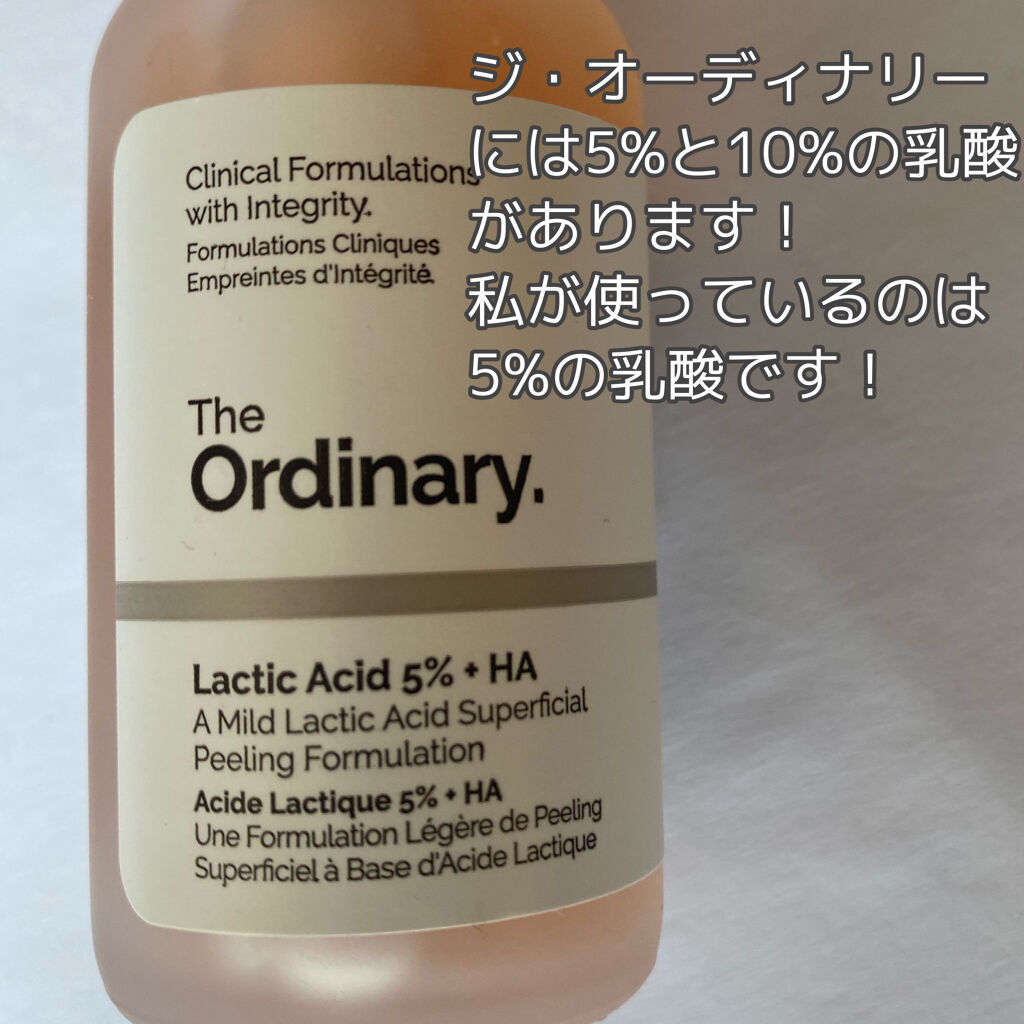 ジ・オーディナリー
には5%と10%の乳酸
があります！
私が使っているのは
5%の乳酸です！
Clinical Formulations
with Integrity.
Formulations Cliniques
Empreintes d'Intégrité.
The
Ordinary.
Lactic Acid 5% + HA
A Mild Lactic Acid Superficial
Peeling Formulation
Acide Lactique 5% + HA
Une Formulation Légère de Peeling
Superficiel à Base d'Acide Lactique